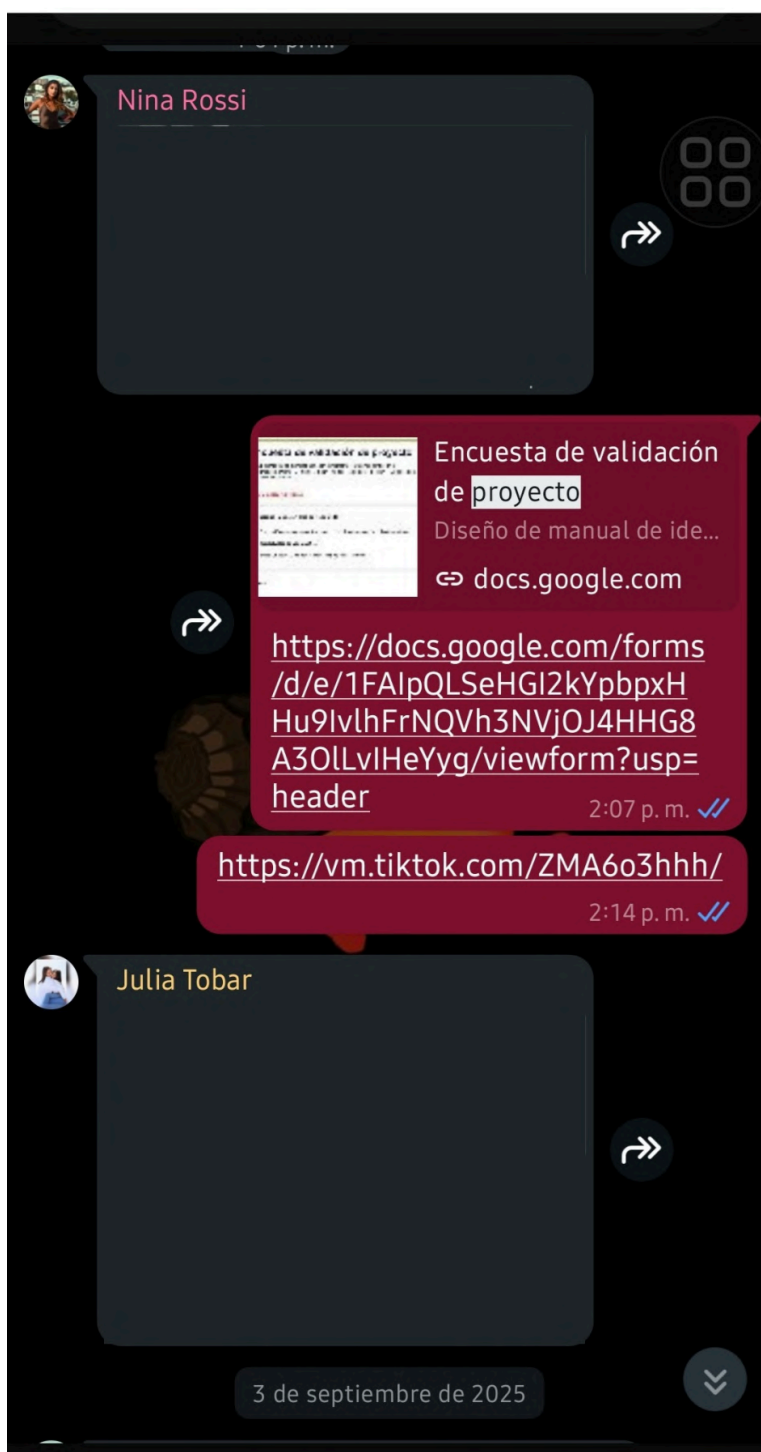 Nina Rossi
Encuesta de validación
de proyecto
Diseño de manual de ide...
docs.google.com
https://docs.google.com/forms
/d/e/1FAIpQLSeHGI2kYpbpxH
Hu9IvlhFrNQVh3NVjOJ4HHG8
A3OlLvIHeYyg/viewform?usp=
header
2:07 p. m.
https://vm.tiktok.com/ZMA6o3hhh/
2:14 p. m.
Julia Tobar
3 de septiembre de 2025